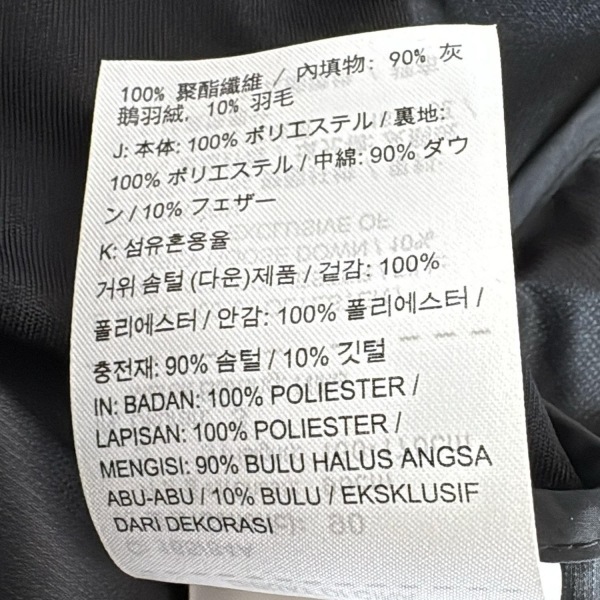 100% 聚酯纖維 / 內填物: 90% 灰
鵝羽絨, 10% 羽毛
J: 本体: 100% ポリエステル / 裏地:
100% ポリエステル / 中綿: 90% ダウ
ン / 10% フェザー
K: 섬유혼용율
거위 솜털 (다운)제품 / 겉감: 100%
폴리에스터 / 안감: 100% 폴리에스터 /
충전재: 90% 솜털 / 10% 깃털
IN: BADAN: 100% POLIESTER /
LAPISAN: 100% POLIESTER /
MENGISI: 90% BULU HALUS ANGSA
ABU-ABU / 10% BULU / EKSKLUSIF
DARI DEKORASI